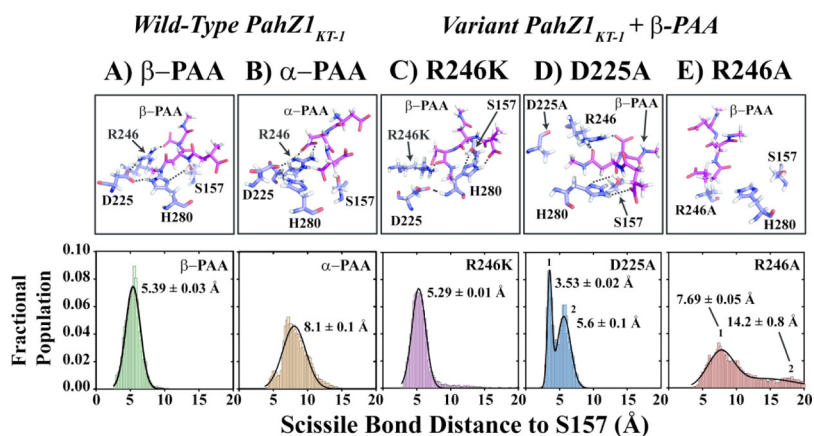 Wild-Type PahZ1KT-1 Variant PahZ1KT-1 + β-PAA
A) β–PAA B) α–PAA C) R246K D) D225A E) R246A
β–PAA
R246
D225
S157
H280
α–PAA
R246
D225
S157
H280
β–PAA
S157
R246K
H280
D225
D225A
R246
β–PAA
H280
S157
β–PAA
S157
R246A
H280
Fractional
Population
0.10
0.08
0.06
0.04
0.02
0.00
β–PAA
5.39 ± 0.03 Å
α–PAA
8.1 ± 0.1 Å
R246K
5.29 ± 0.01 Å
D225A
1
3.53 ± 0.02 Å
2
5.6 ± 0.1 Å
R246A
7.69 ± 0.05 Å
1
14.2 ± 0.8 Å
2
0 5 10 15 20 5 10 15 20 5 10 15 20 5 10 15 20 5 10 15 20
Scissile Bond Distance to S157 (Å)